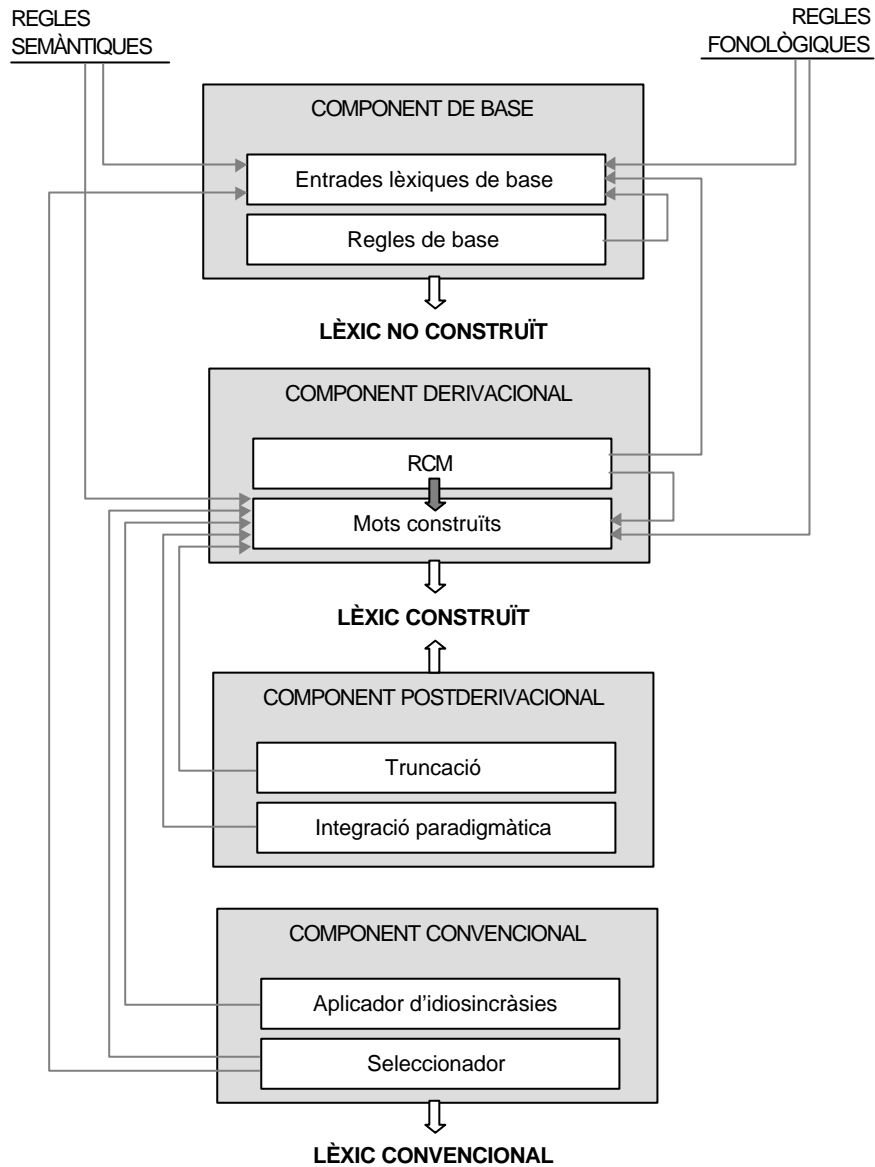 REGLES
SEMÀNTIQUES
REGLES
FONOLÒGIQUES
COMPONENT DE BASE
Entrades lèxiques de base
Regles de base
LÈXIC NO CONSTRUÏT
COMPONENT DERIVACIONAL
RCM
Mots construïts
LÈXIC CONSTRUÏT
COMPONENT POSTDERIVACIONAL
Truncació
Integració paradigmàtica
COMPONENT CONVENCIONAL
Aplicador d'idiosincràsies
Seleccionador
LÈXIC CONVENCIONAL